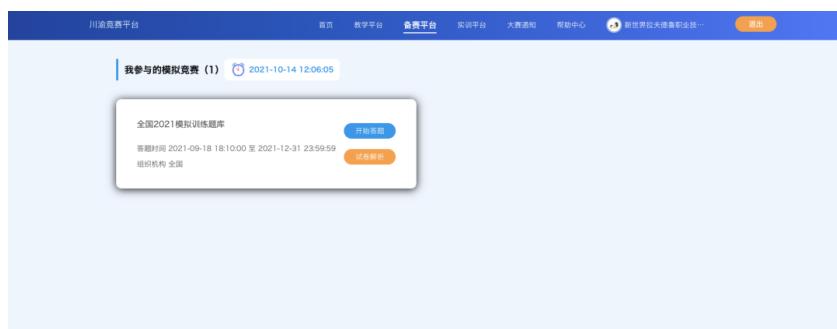 川渝竞赛平台
首页 教学平台 备赛平台 实训平台 大赛通知 帮助中心 新世界拉夫德鲁职业技… 退出
我参与的模拟竞赛（1） 2021-10-14 12:06:05
全国2021模拟训练题库
开始答题
答题时间 2021-09-18 18:10:00 至 2021-12-31 23:59:59
试卷解析
组织机构 全国